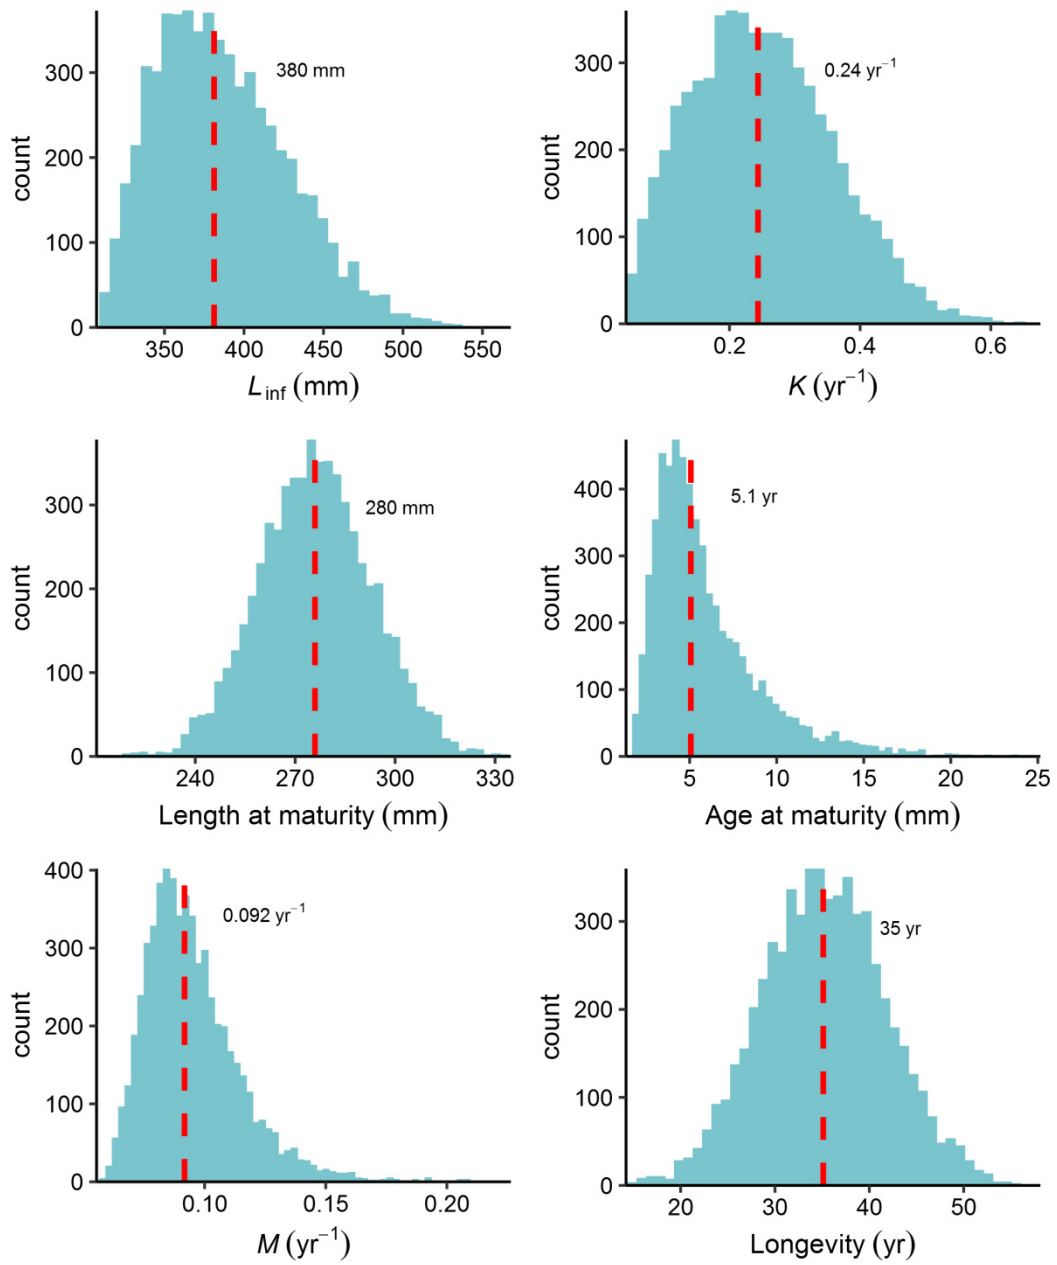 380 mm
count
300
200
100
0
350 400 450 500 550
L inf (mm)
0.24 yr⁻¹
count
300
200
100
0
0.2 0.4 0.6
K (yr⁻¹)
280 mm
count
300
200
100
0
240 270 300 330
Length at maturity (mm)
5.1 yr
count
400
300
200
100
0
5 10 15 20 25
Age at maturity (mm)
0.092 yr⁻¹
count
400
300
200
100
0
0.10 0.15 0.20
M (yr⁻¹)
35 yr
count
300
200
100
0
20 30 40 50
Longevity (yr)